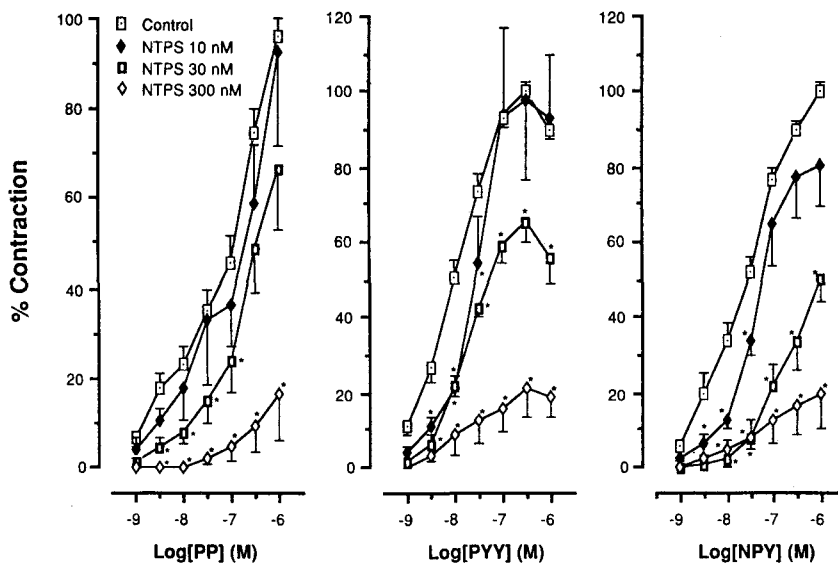 % Contraction
Control
NTPS 10 nM
NTPS 30 nM
NTPS 300 nM
100
80
60
40
20
0
-9 -8 -7 -6
Log[PP] (M)
120
100
80
60
40
20
0
-9 -8 -7 -6
Log[PYY] (M)
120
100
80
60
40
20
0
-9 -8 -7 -6
Log[NPY] (M)